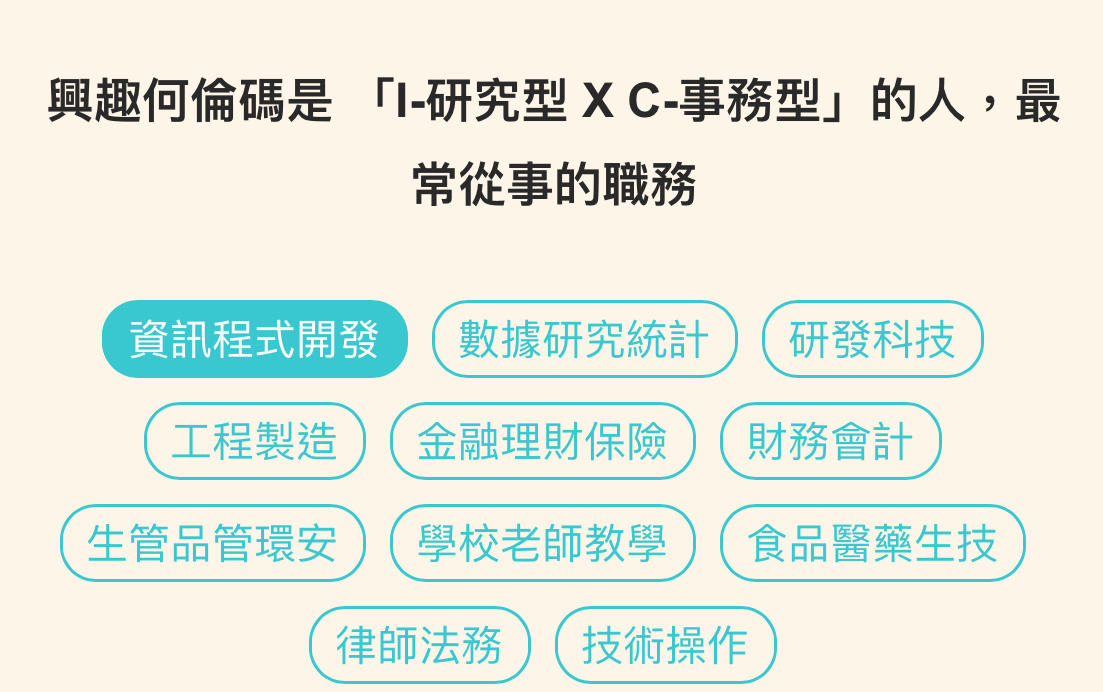 興趣何倫碼是 「I-研究型 X C-事務型」的人，最
常從事的職務
資訊程式開發 數據研究統計 研發科技
工程製造 金融理財保險 財務會計
生管品管環安 學校老師教學 食品醫藥生技
律師法務 技術操作